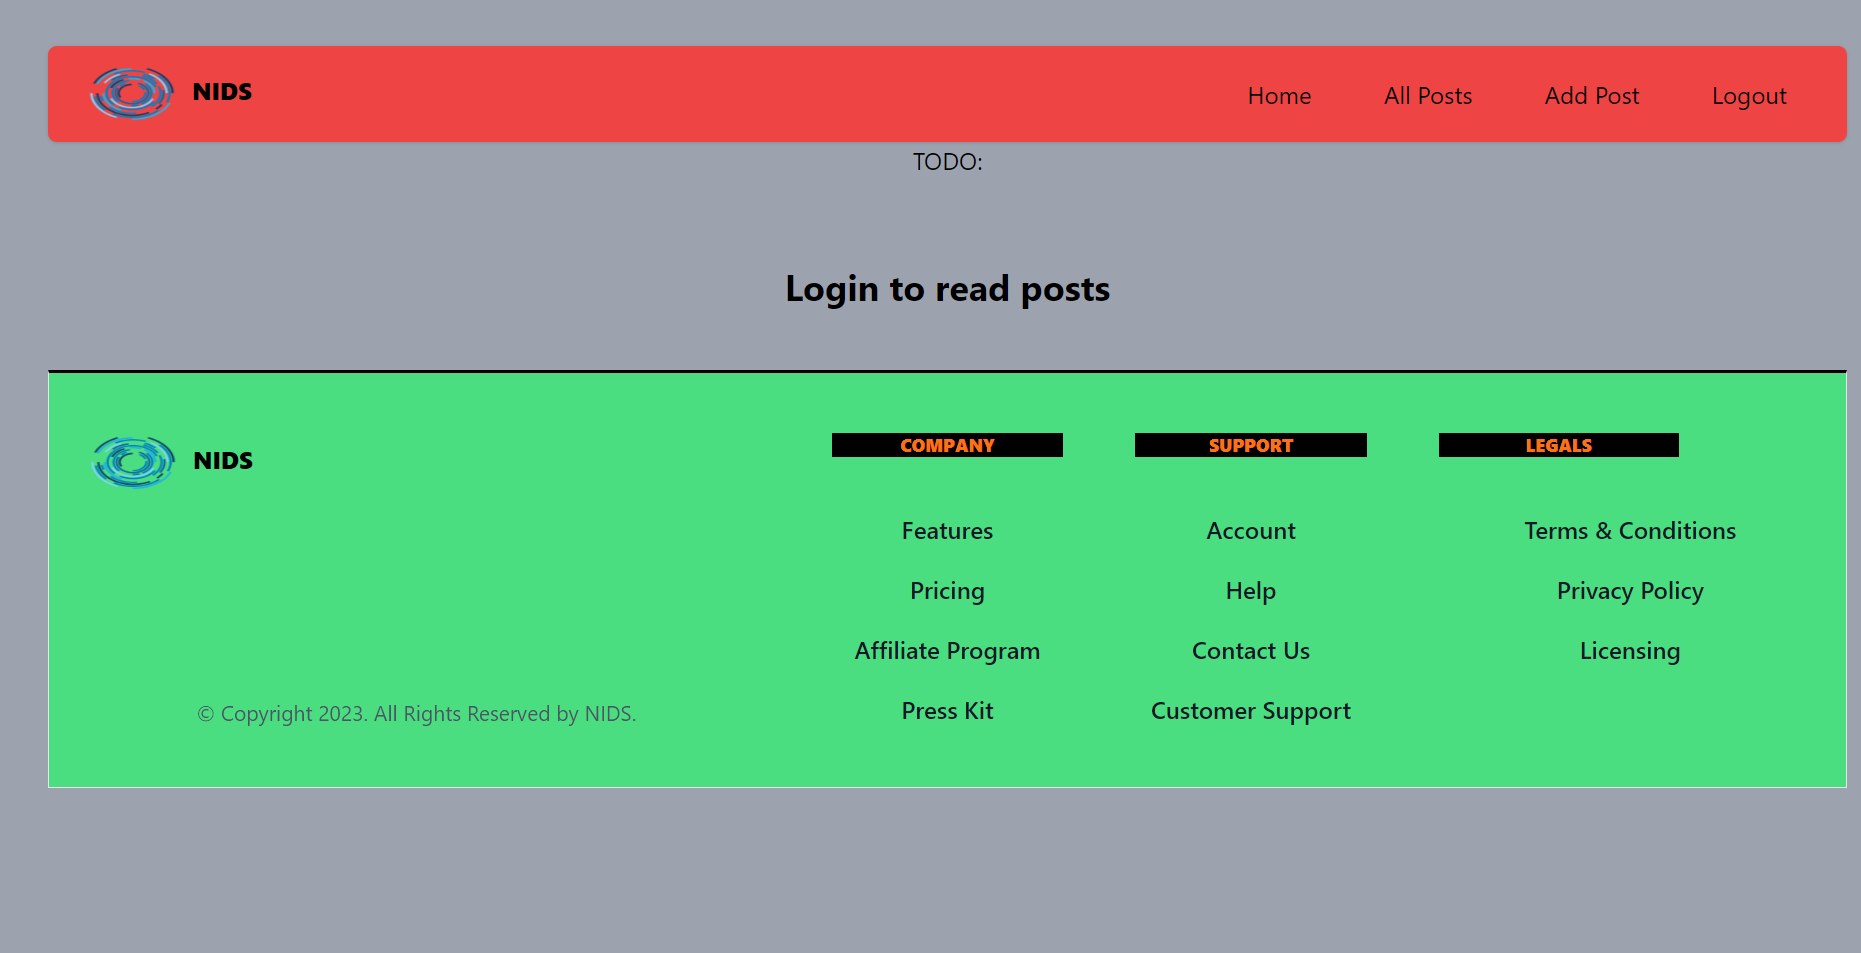 NIDS
Home
All Posts
Add Post
Logout
TODO:
Login to read posts
NIDS
© Copyright 2023. All Rights Reserved by NIDS.
COMPANY
Features
Pricing
Affiliate Program
Press Kit
SUPPORT
Account
Help
Contact Us
Customer Support
LEGALS
Terms & Conditions
Privacy Policy
Licensing